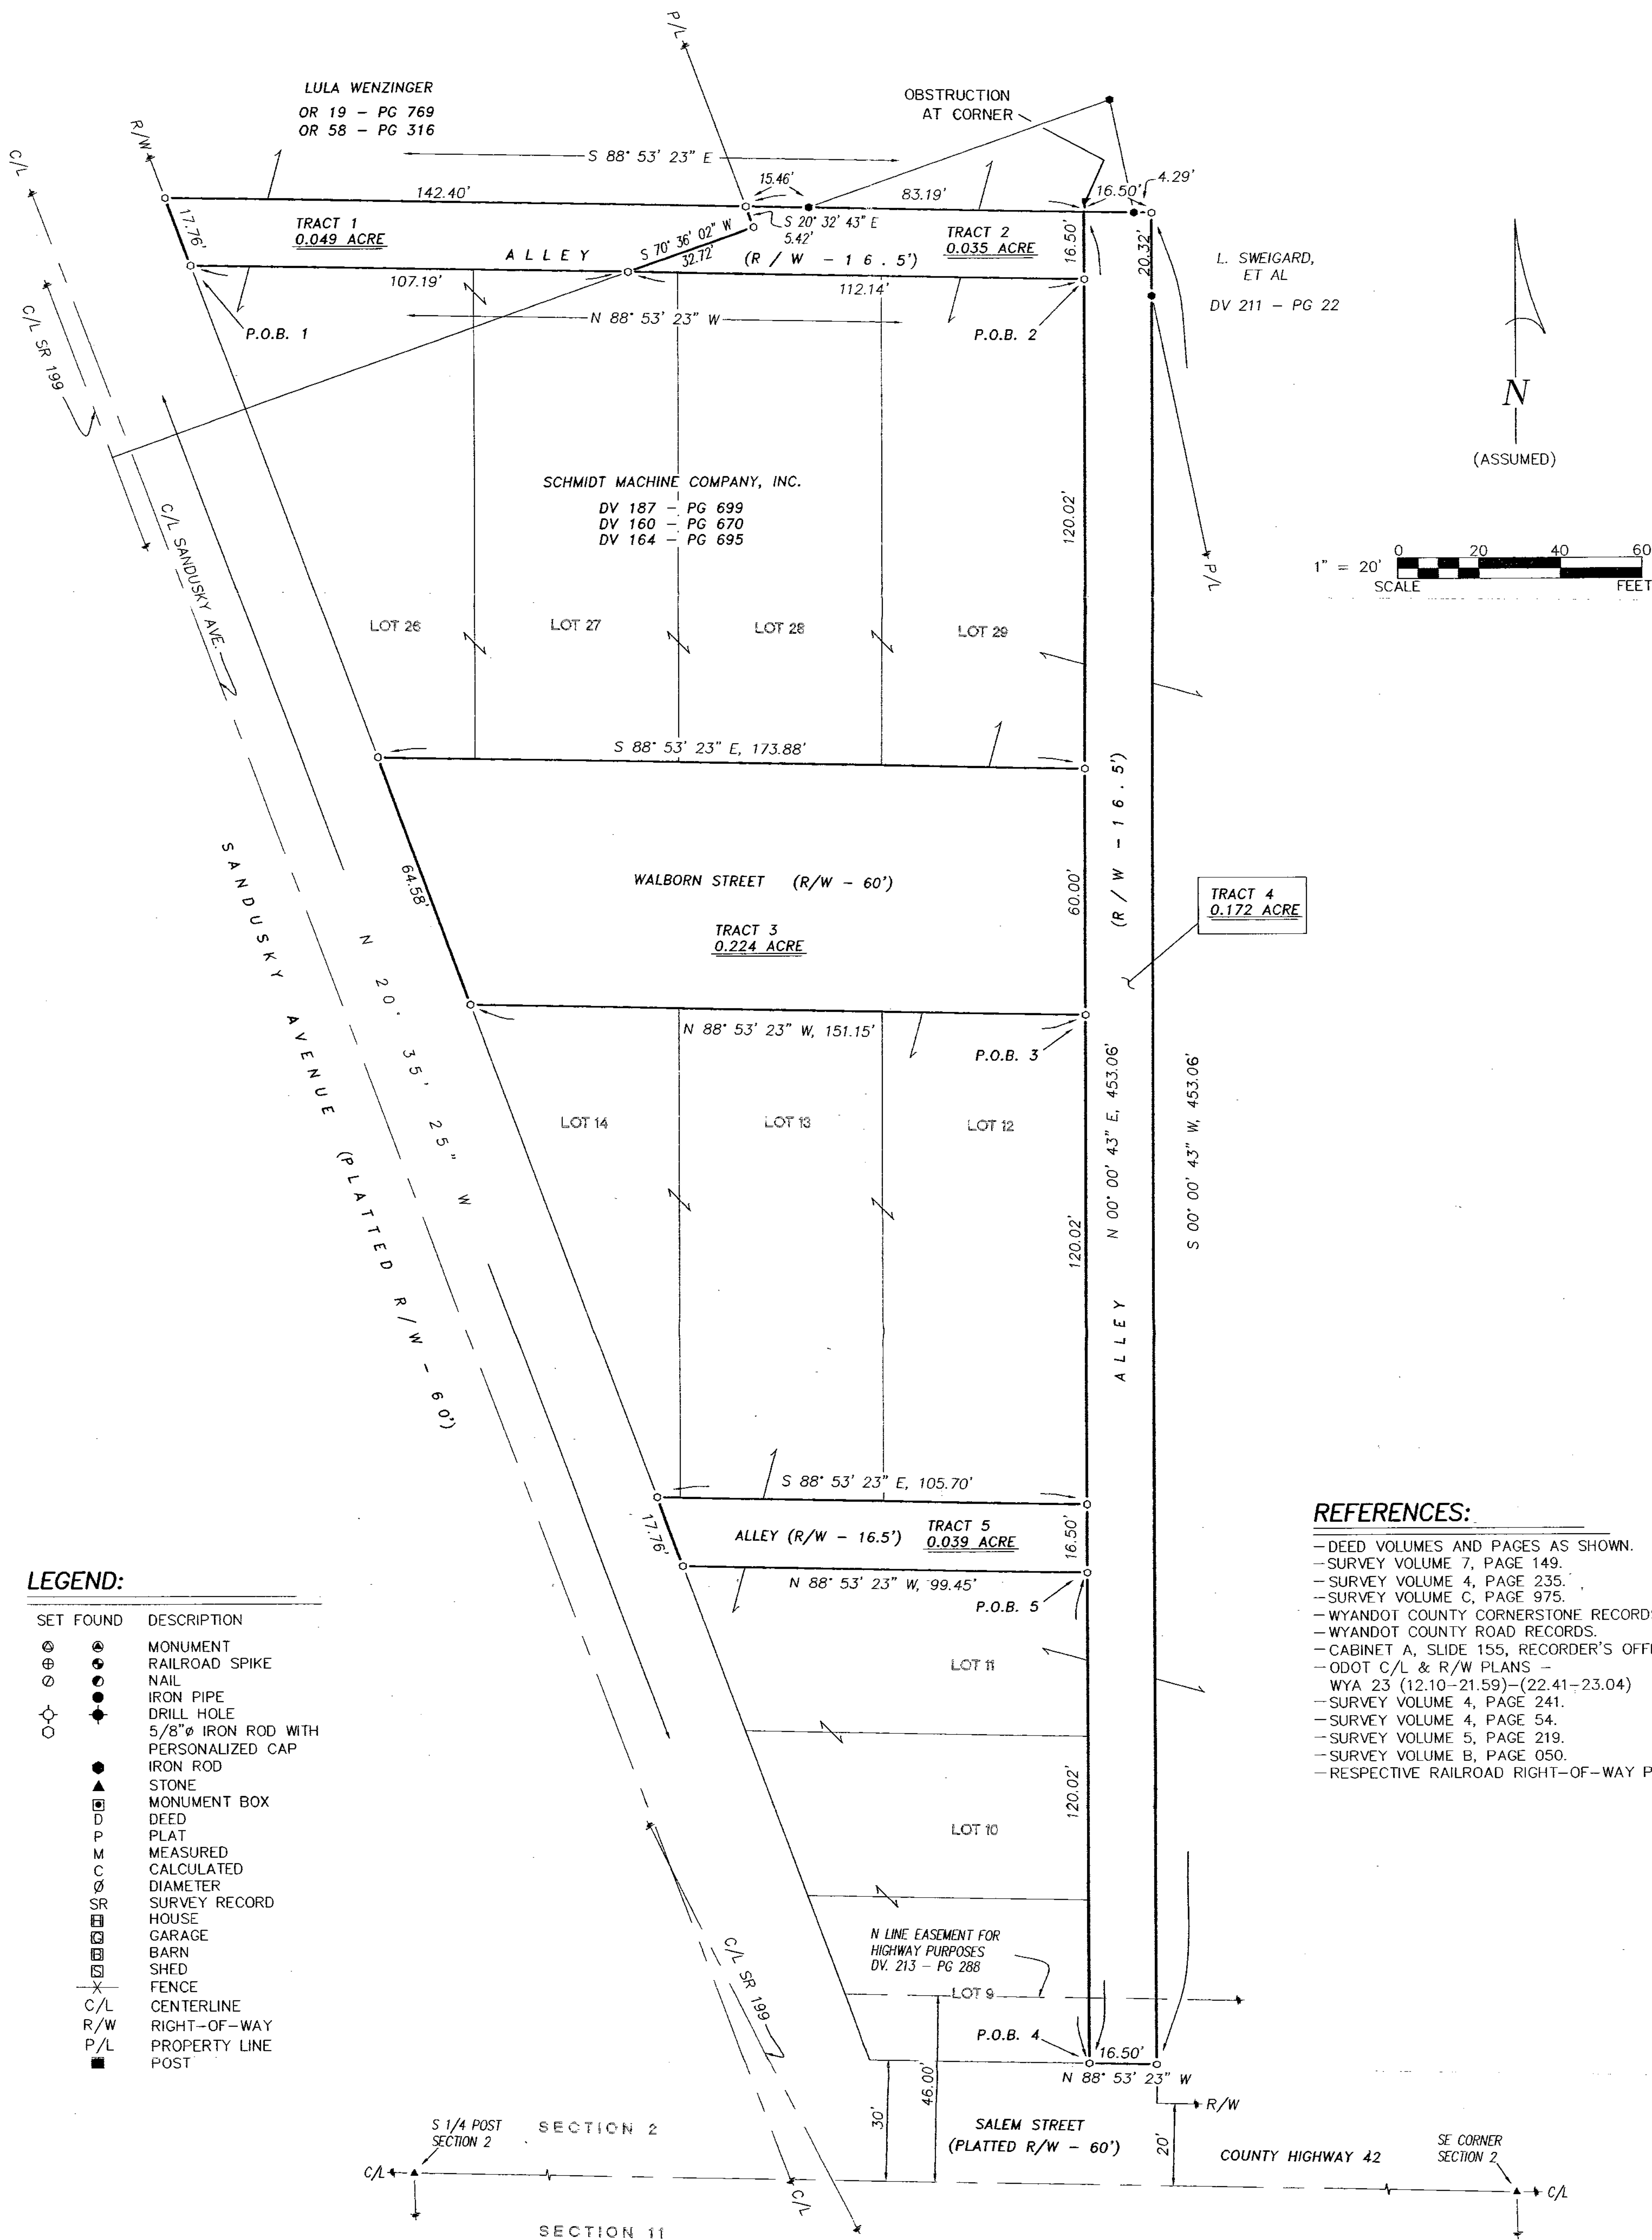 P/L
LULA WENZINGER
OR 19 - PG 769
OR 58 - PG 316
OBSTRUCTION
AT CORNER
R/W
C/L
S 88° 53' 23" E
142.40'
15.46'
83.19'
16.50'
4.29'
17.76'
TRACT 1
0.049 ACRE
S 20° 32' 43" E
5.42'
S 70° 36' 02" W
32.72'
TRACT 2
0.035 ACRE
16.50'
20.32'
ALLEY
(R/W - 16.5')
L. SWEIGARD,
ET AL
DV 211 - PG 22
107.19'
112.14'
N 88° 53' 23" W
P.O.B. 1
P.O.B. 2
C/L SR 199
N
(ASSUMED)
SCHMIDT MACHINE COMPANY, INC.
DV 187 - PG 699
DV 160 - PG 670
DV 164 - PG 695
120.02'
C/L SANDUSKY AVE.
P/L
1" = 20'
0 20 40 60
SCALE FEET
LOT 26
LOT 27
LOT 28
LOT 29
S 88° 53' 23" E, 173.88'
(R/W - 16.5')
64.58'
WALBORN STREET (R/W - 60')
60.00'
TRACT 3
0.224 ACRE
TRACT 4
0.172 ACRE
SANDUSKY AVENUE (PLATTED R/W - 60')
N 20° 35' 25" W
N 88° 53' 23" W, 151.15'
P.O.B. 3
N 00° 00' 43" E, 453.06'
S 00° 00' 43" W, 453.06'
LOT 14
LOT 13
LOT 12
120.02'
ALLEY
S 88° 53' 23" E, 105.70'
17.76'
ALLEY (R/W - 16.5')
TRACT 5
0.039 ACRE
16.50'
N 88° 53' 23" W, 99.45'
P.O.B. 5
LOT 11
LOT 10
120.02'
REFERENCES:
- DEED VOLUMES AND PAGES AS SHOWN.
- SURVEY VOLUME 7, PAGE 149.
- SURVEY VOLUME 4, PAGE 235.
- SURVEY VOLUME C, PAGE 975.
- WYANDOT COUNTY CORNERSTONE
- WYANDOT COUNTY ROAD RECORDS.
- CABINET A, SLIDE 155, RECORDER'S
- ODOT C/L & R/W PLANS -
WYA 23 (12.10-21.59)-(22.41-23.04)
- SURVEY VOLUME 4, PAGE 241.
- SURVEY VOLUME 4, PAGE 54.
- SURVEY VOLUME 5, PAGE 219.
- SURVEY VOLUME B, PAGE 050.
- RESPECTIVE RAILROAD RIGHT-OF-WAY
LEGEND:
SET FOUND DESCRIPTION
MONUMENT
RAILROAD SPIKE
NAIL
IRON PIPE
DRILL HOLE
5/8"ø IRON ROD WITH
PERSONALIZED CAP
IRON ROD
STONE
MONUMENT BOX
D DEED
P PLAT
M MEASURED
C CALCULATED
Ø DIAMETER
SR SURVEY RECORD
H HOUSE
G GARAGE
B BARN
S SHED
X FENCE
C/L CENTERLINE
R/W RIGHT-OF-WAY
P/L PROPERTY LINE
POST
C/L SR 199
N LINE EASEMENT FOR
HIGHWAY PURPOSES
DV. 213 - PG 288
LOT 9
P.O.B. 4
16.50'
N 88° 53' 23" W
30'
46.00'
R/W
20'
SALEM STREET
(PLATTED R/W - 60')
COUNTY HIGHWAY 42
S 1/4 POST
SECTION 2
SECTION 2
SE CORNER
SECTION 2
C/L
C/L
C/L
SECTION 11